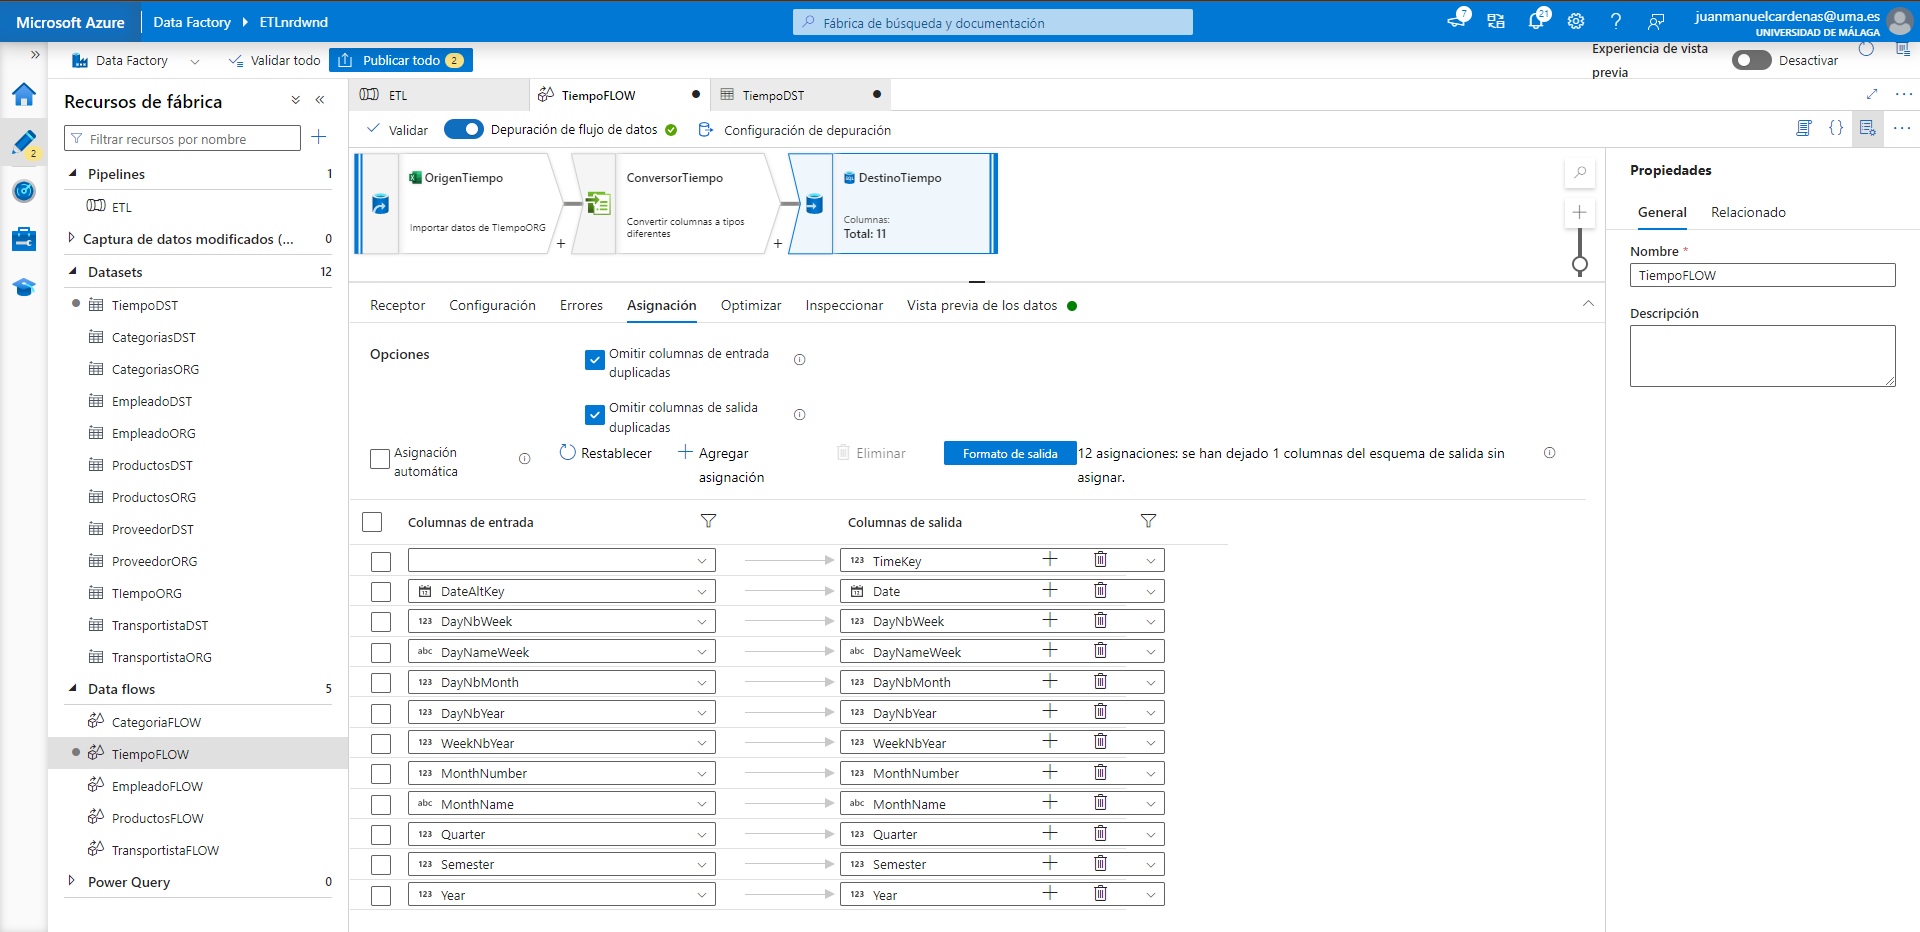 Microsoft Azure
Data Factory
ETLnrdwnd
Fábrica de búsqueda y documentación
7
21
juanmanuelcardenas@uma.es
UNIVERSIDAD DE MÁLAGA
Data Factory
Validar todo
Publicar todo 2
Experiencia de vista
previa
Desactivar
2
Recursos de fábrica
Filtrar recursos por nombre
Pipelines 1
ETL
Captura de datos modificados (... 0
Datasets 12
TiempoDST
CategoriasDST
CategoriasORG
EmpleadoDST
EmpleadoORG
ProductosDST
ProductosORG
ProveedorDST
ProveedorORG
TIempoORG
TransportistaDST
TransportistaORG
Data flows 5
CategoriaFLOW
TiempoFLOW
EmpleadoFLOW
ProductosFLOW
TransportistaFLOW
Power Query 0
ETL
TiempoFLOW
TiempoDST
Validar
Depuración de flujo de datos
Configuración de depuración
OrigenTiempo
Importar datos de TIempoORG
ConversorTiempo
Convertir columnas a tipos
diferentes
DestinoTiempo
Columnas:
Total: 11
Receptor
Configuración
Errores
Asignación
Optimizar
Inspeccionar
Vista previa de los datos
Opciones
Omitir columnas de entrada
duplicadas
Omitir columnas de salida
duplicadas
Asignación
automática
Restablecer
Agregar
asignación
Eliminar
Formato de salida
12 asignaciones: se han dejado 1 columnas del esquema de salida sin
asignar.
Columnas de entrada
Columnas de salida
123 TimeKey
12 DateAltKey 12 Date
123 DayNbWeek 123 DayNbWeek
abc DayNameWeek abc DayNameWeek
123 DayNbMonth 123 DayNbMonth
123 DayNbYear 123 DayNbYear
123 WeekNbYear 123 WeekNbYear
123 MonthNumber 123 MonthNumber
abc MonthName abc MonthName
123 Quarter 123 Quarter
123 Semester 123 Semester
123 Year 123 Year
Propiedades
General
Relacionado
Nombre *
TiempoFLOW
Descripción